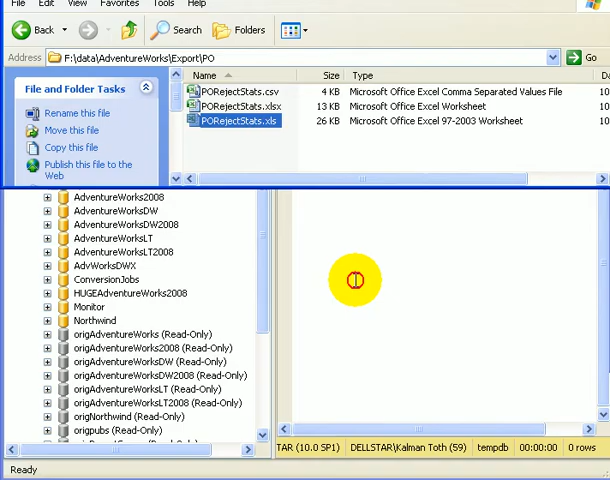 File Edit View Favorites Tools Help
Back Search Folders
Address F:\data\AdventureWorks\Export\PO Go
File and Folder Tasks
Rename this file
Move this file
Copy this file
Publish this file to the
Web
Name Size Type Da
PORejectStats.csv 4 KB Microsoft Office Excel Comma Separated Values File 10
PORejectStats.xlsx 13 KB Microsoft Office Excel Worksheet 10
PORejectStats.xls 26 KB Microsoft Office Excel 97-2003 Worksheet 10
AdventureWorks2008
AdventureWorksDW
AdventureWorksDW2008
AdventureWorksLT
AdventureWorksLT2008
AdvWorksDWX
ConversionJobs
HUGEAdventureWorks2008
Monitor
Northwind
origAdventureWorks (Read-Only)
origAdventureWorks2008 (Read-Only)
origAdventureWorksDW (Read-Only)
origAdventureWorksDW2008 (Read-Only)
origAdventureWorksLT (Read-Only)
origAdventureWorksLT2008 (Read-Only)
origNorthwind (Read-Only)
origpubs (Read-Only)
TAR (10.0 SP1) DELLSTAR\Kalman Toth (59) tempdb 00:00:00 0 rows
Ready